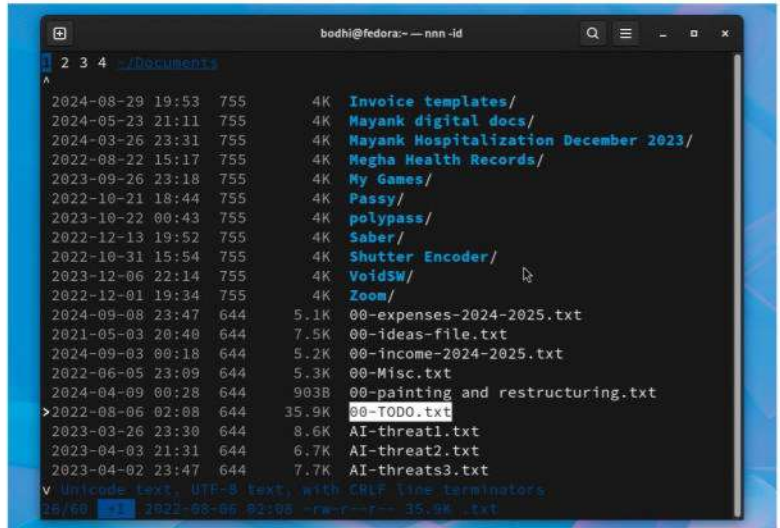 bodhi@fedora:~ — nnn -id
1 2 3 4 ~/Documents
^
2024-08-29 19:53 755 4K Invoice templates/
2024-05-23 21:11 755 4K Mayank digital docs/
2024-03-26 23:31 755 4K Mayank Hospitalization December 2023/
2022-08-22 15:17 755 4K Megha Health Records/
2023-09-26 23:18 755 4K My Games/
2022-10-21 18:44 755 4K Passy/
2023-10-22 00:43 755 4K polypass/
2022-12-13 19:52 755 4K Saber/
2022-10-31 15:54 755 4K Shutter Encoder/
2023-12-06 22:14 755 4K VoidSW/
2022-12-01 19:34 755 4K Zoom/
2024-09-08 23:47 644 5.1K 00-expenses-2024-2025.txt
2021-05-03 20:40 644 7.5K 00-ideas-file.txt
2024-09-03 00:18 644 5.2K 00-income-2024-2025.txt
2022-06-05 23:09 644 5.3K 00-Misc.txt
2024-04-09 00:28 644 903B 00-painting and restructuring.txt
>2022-08-06 02:08 644 35.9K 00-TODO.txt
2023-03-26 23:30 644 8.6K AI-threat1.txt
2023-04-03 21:31 644 6.7K AI-threat2.txt
2023-04-02 23:47 644 7.7K AI-threats3.txt
v Unicode text, UTF-8 text, with CRLF line terminators
26/60 +1 2022-08-06 02:08 -rw-r--r-- 35.9K .txt